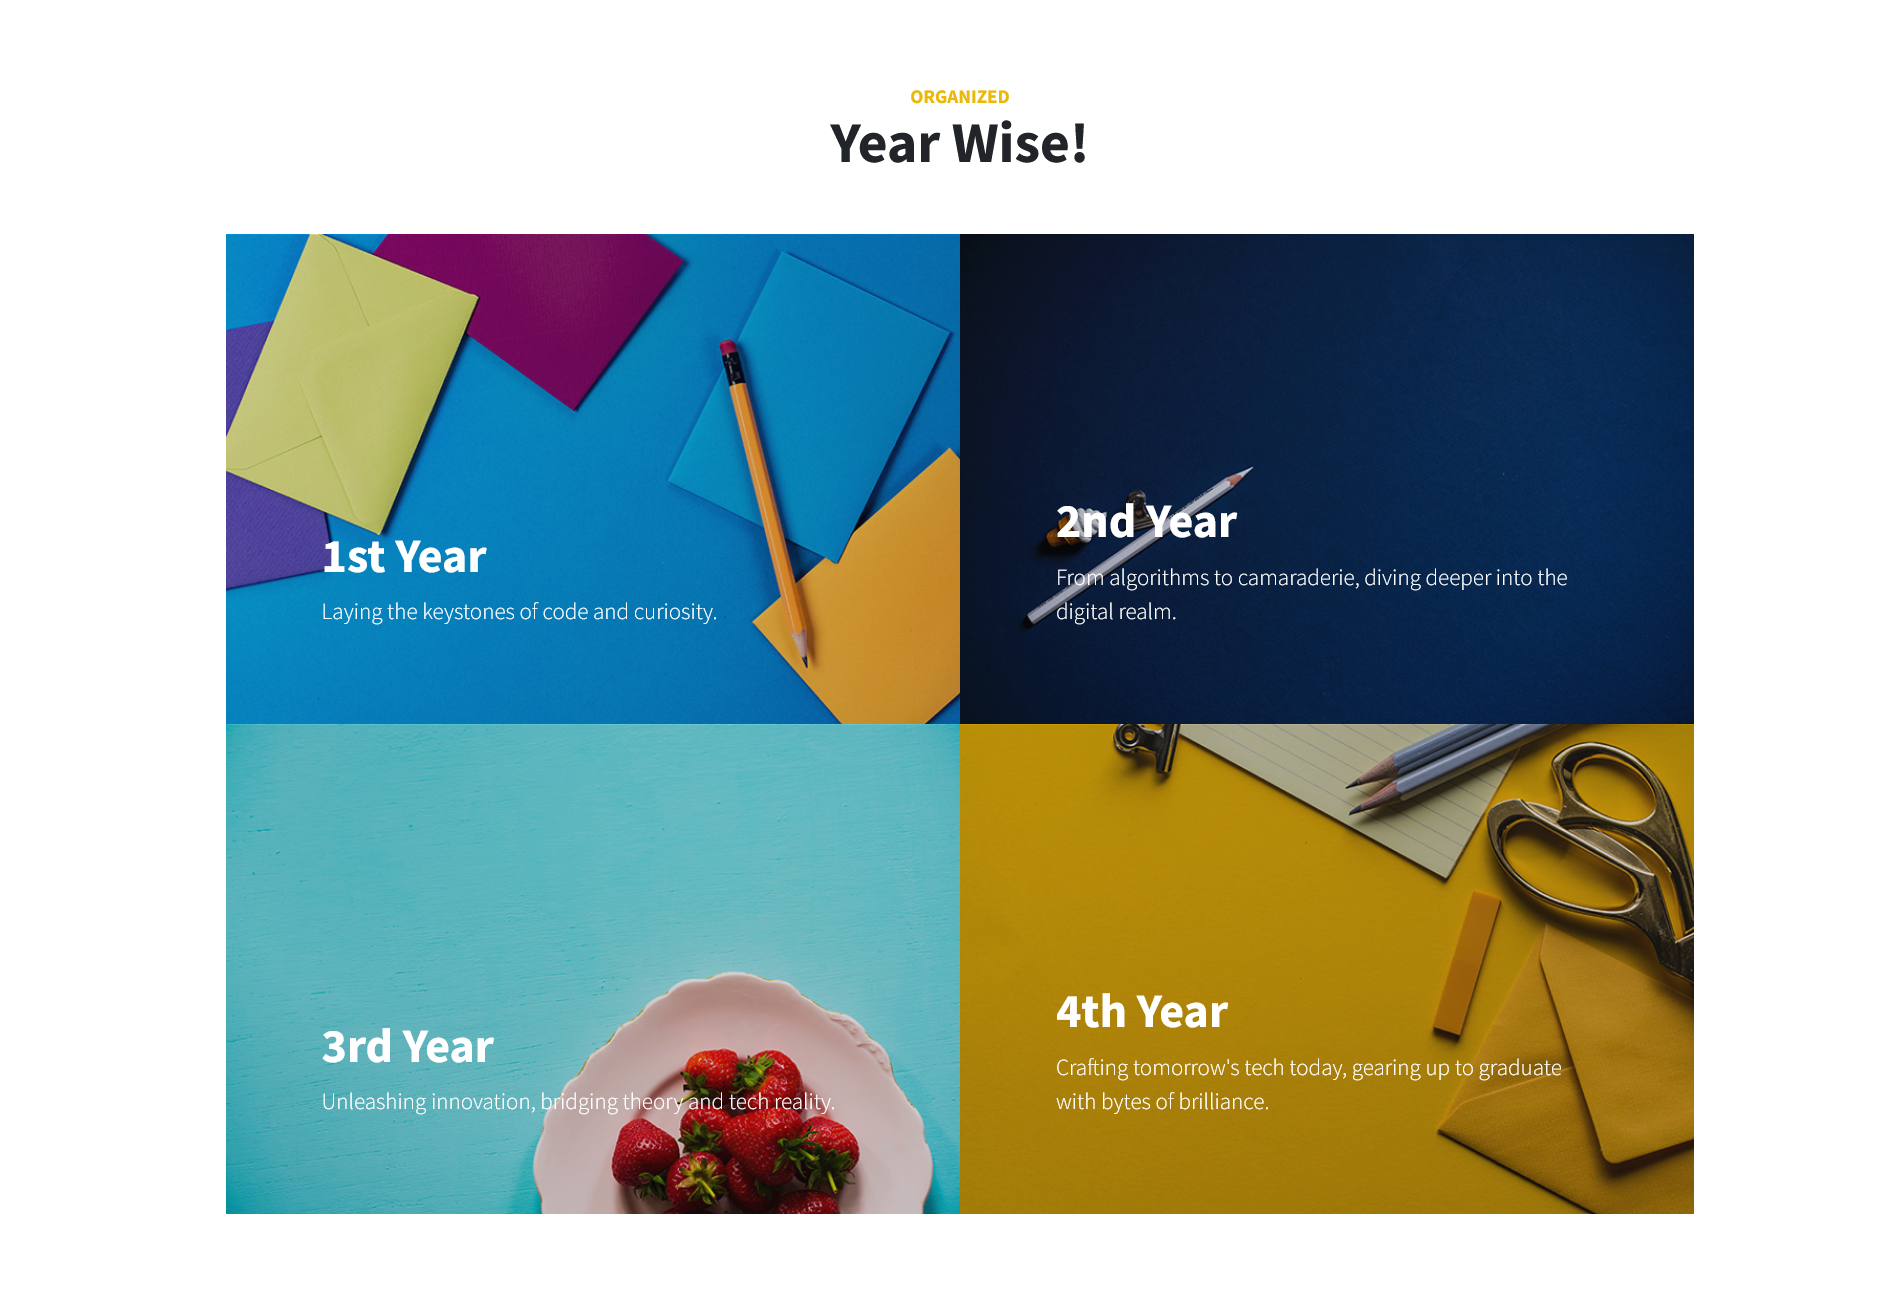 ORGANIZED
Year Wise!
1st Year
Laying the keystones of code and curiosity.
2nd Year
From algorithms to camaraderie, diving deeper into the
digital realm.
3rd Year
Unleashing innovation, bridging theory and tech reality.
4th Year
Crafting tomorrow's tech today, gearing up to graduate
with bytes of brilliance.